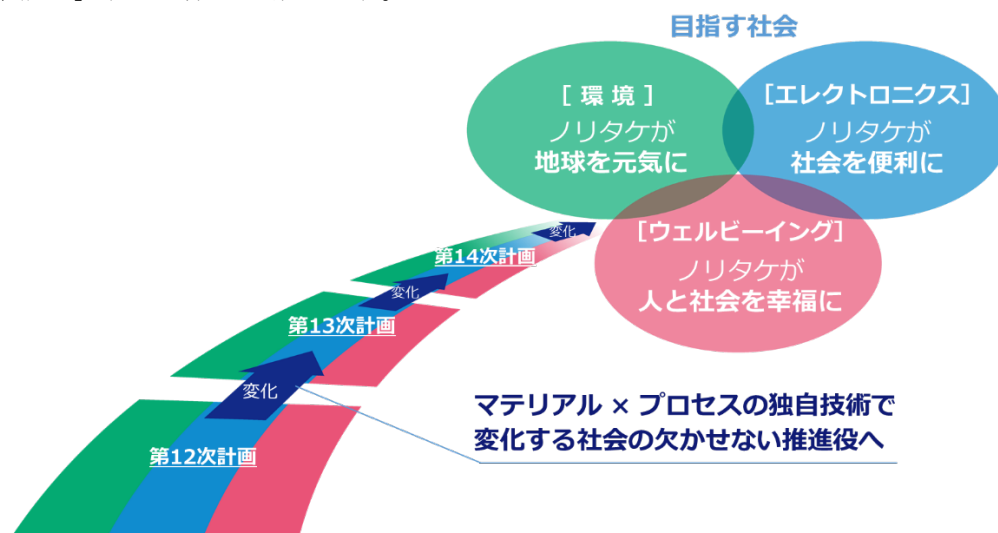 目指す社会
[ 環 境 ]
ノリタケが
地球を元気に
[エレクトロニクス]
ノリタケが
社会を便利に
[ウェルビーイング]
ノリタケが
人と社会を幸福に
変化
第14次計画
変化
第13次計画
変化
第12次計画
マテリアル × プロセスの独自技術で
変化する社会の欠かせない推進役へ